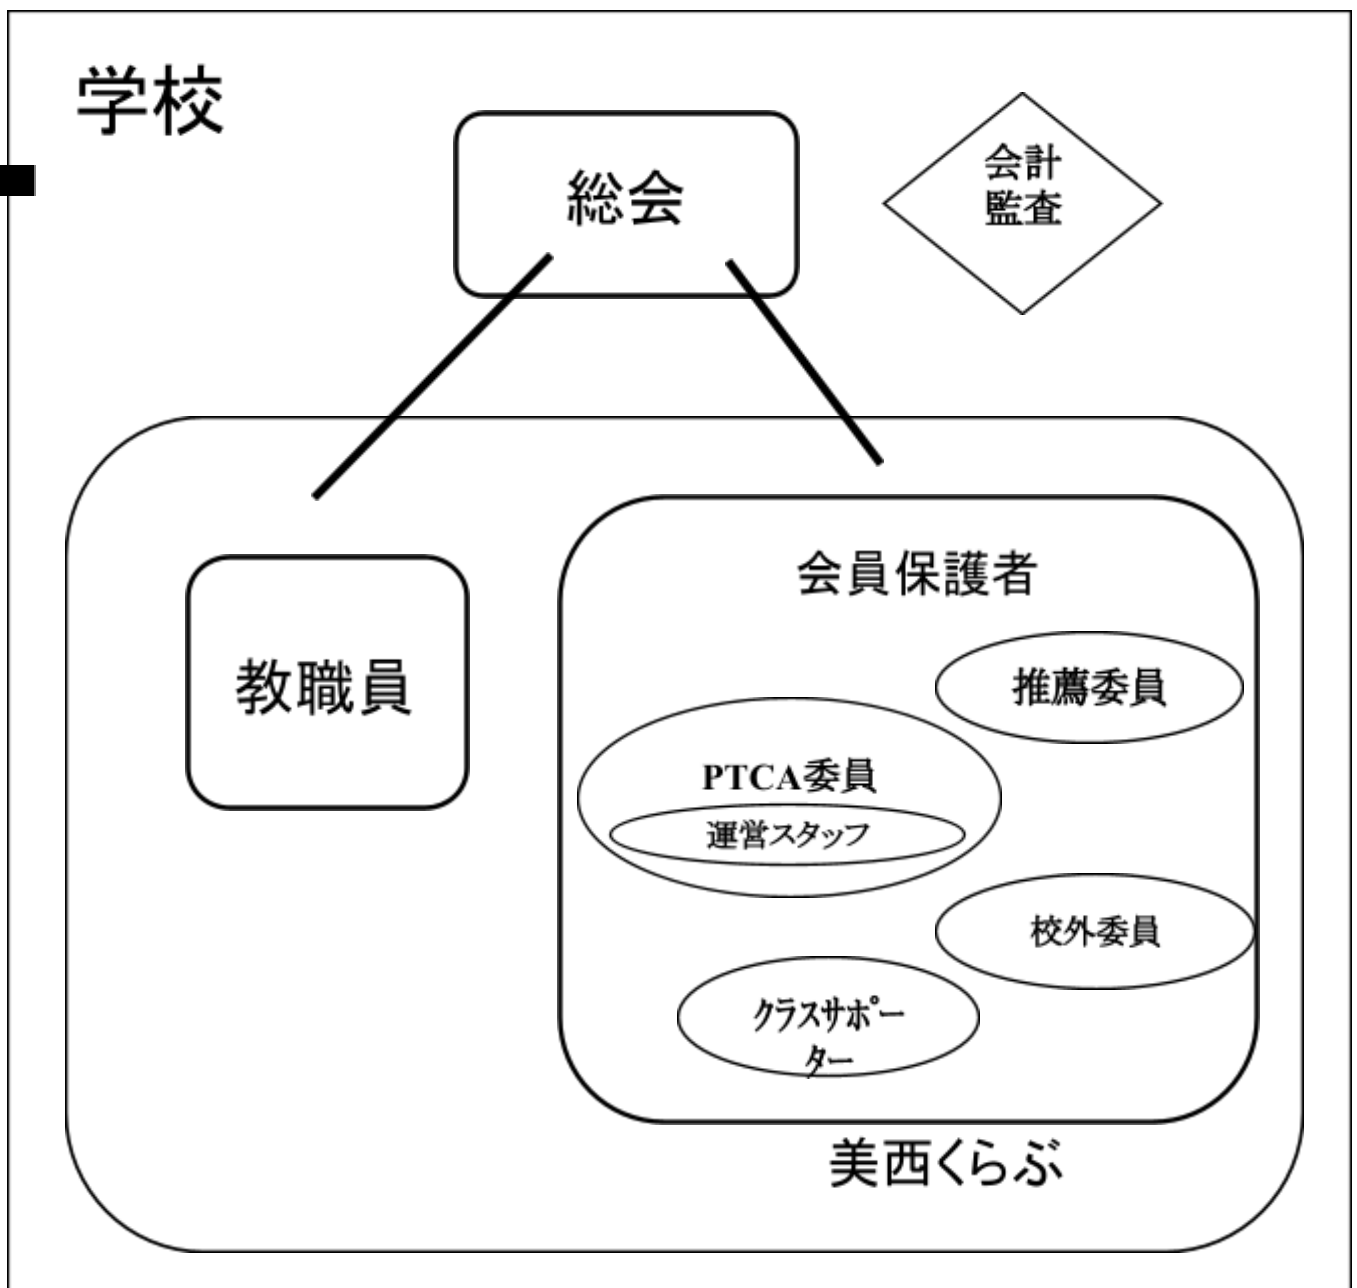 学校
総会
会計
監査
会員保護者
教職員
推薦委員
PTCA委員
運営スタッフ
校外委員
クラスサポー
ター
美西くらぶ